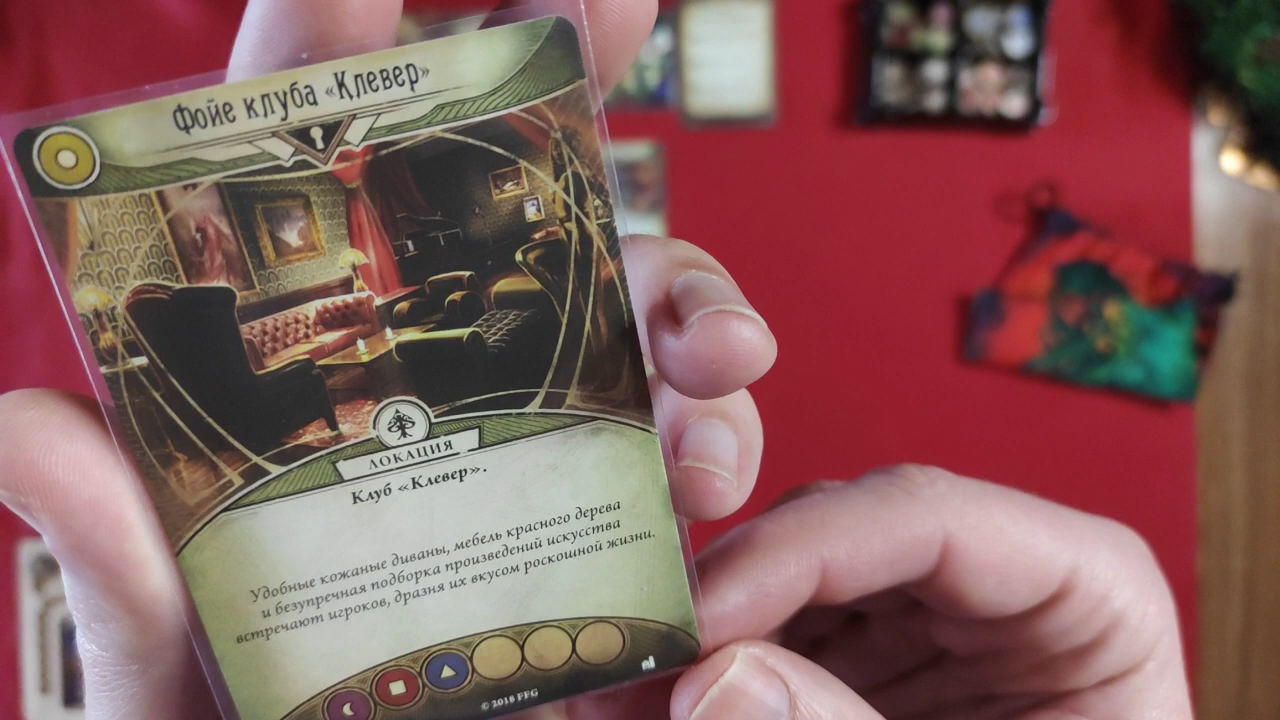 Фойе клуба «Клевер»
ЛОКАЦИЯ
Клуб «Клевер».
Удобные кожаные диваны, мебель красного дерева
и безупречная подборка произведений искусства
встречают игроков, дразня их вкусом роскошной жизни.
© 2018 FFG